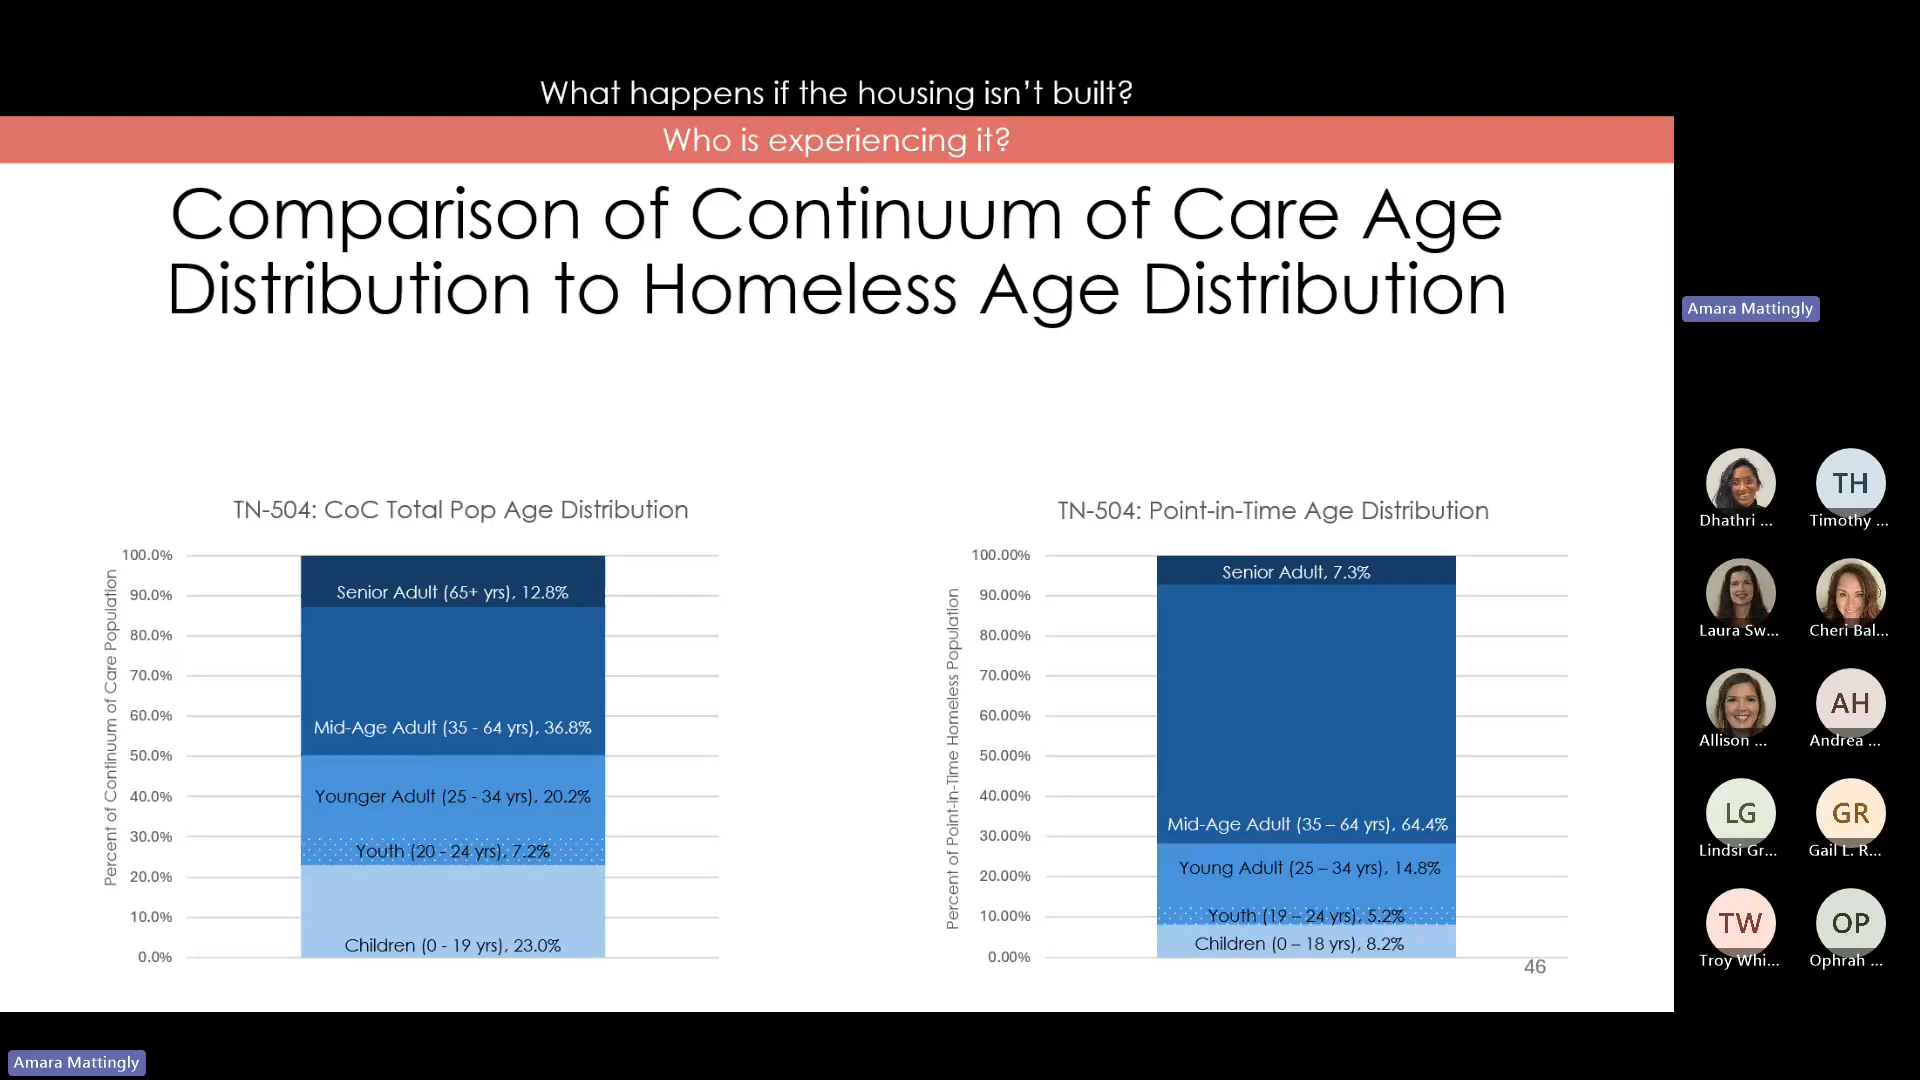 What happens if the housing isn't built?
Who is experiencing it?
Comparison of Continuum of Care Age
Distribution to Homeless Age Distribution
TN-504: CoC Total Pop Age Distribution
Percent of Continuum of Care Population
100.0%
90.0%
80.0%
70.0%
60.0%
50.0%
40.0%
30.0%
20.0%
10.0%
0.0%
Senior Adult (65+ yrs), 12.8%
Mid-Age Adult (35 - 64 yrs), 36.8%
Younger Adult (25 - 34 yrs), 20.2%
Youth (20 - 24 yrs), 7.2%
Children (0 - 19 yrs), 23.0%
TN-504: Point-in-Time Age Distribution
Percent of Point-in-Time Homeless Population
100.00%
90.00%
80.00%
70.00%
60.00%
50.00%
40.00%
30.00%
20.00%
10.00%
0.00%
Senior Adult, 7.3%
Mid-Age Adult (35 – 64 yrs), 64.4%
Young Adult (25 – 34 yrs), 14.8%
Youth (19 – 24 yrs), 5.2%
Children (0 – 18 yrs), 8.2%
46
Amara Mattingly
Dhathri ...
TH
Timothy ...
Laura Sw...
Cheri Bal...
Allison ...
AH
Andrea ...
LG
Lindsi Gr...
GR
Gail L. R...
TW
Troy Whi...
OP
Ophrah ...
Amara Mattingly